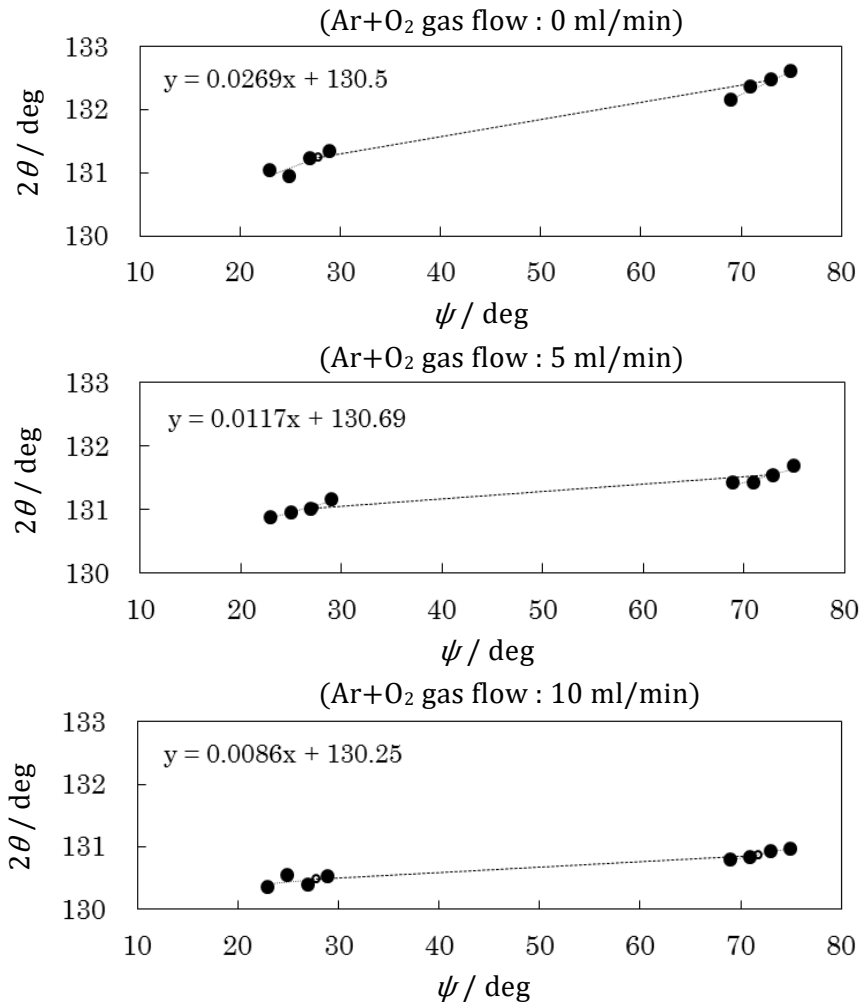 (Ar+O₂ gas flow : 0 ml/min)
133
y = 0.0269x + 130.5
132
131
130
2θ / deg
10 20 30 40 50 60 70 80
ψ / deg
(Ar+O₂ gas flow : 5 ml/min)
133
y = 0.0117x + 130.69
132
131
130
2θ / deg
10 20 30 40 50 60 70 80
ψ / deg
(Ar+O₂ gas flow : 10 ml/min)
133
y = 0.0086x + 130.25
132
131
130
2θ / deg
10 20 30 40 50 60 70 80
ψ / deg